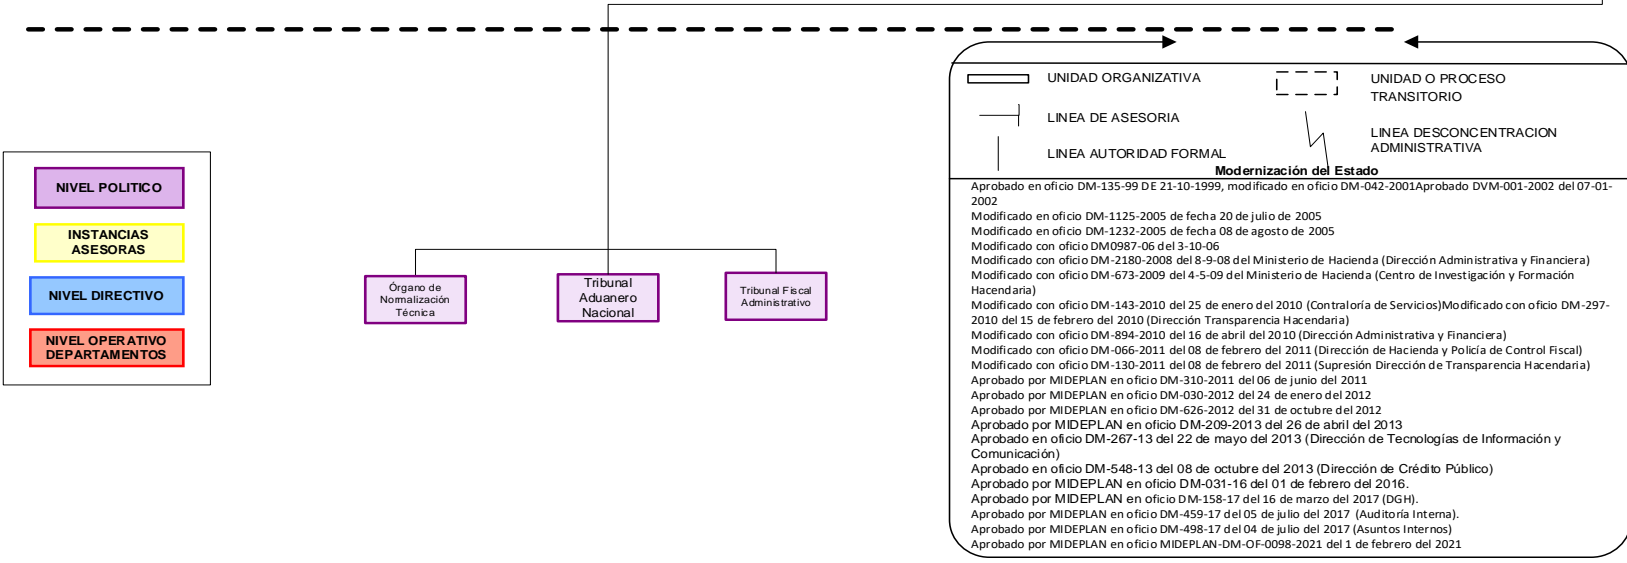 UNIDAD ORGANIZATIVA
UNIDAD O PROCESO
TRANSITORIO
LINEA DE ASESORIA
LINEA DESCONCENTRACION
ADMINISTRATIVA
LINEA AUTORIDAD FORMAL
Modernización del Estado
Aprobado en oficio DM-135-99 DE 21-10-1999, modificado en oficio DM-042-2001Aprobado DVM-001-2002 del 07-01-
2002
Modificado en oficio DM-1125-2005 de fecha 20 de julio de 2005
Modificado en oficio DM-1232-2005 de fecha 08 de agosto de 2005
Modificado con oficio DM0987-06 del 3-10-06
Modificado con oficio DM-2180-2008 del 8-9-08 del Ministerio de Hacienda (Dirección Administrativa y Financiera)
Modificado con oficio DM-673-2009 del 4-5-09 del Ministerio de Hacienda (Centro de Investigación y Formación
Hacendaria)
Modificado con oficio DM-143-2010 del 25 de enero del 2010 (Contraloría de Servicios)Modificado con oficio DM-297-
2010 del 15 de febrero del 2010 (Dirección Transparencia Hacendaria)
Modificado con oficio DM-894-2010 del 16 de abril del 2010 (Dirección Administrativa y Financiera)
Modificado con oficio DM-066-2011 del 08 de febrero del 2011 (Dirección de Hacienda y Policía de Control Fiscal)
Modificado con oficio DM-130-2011 del 08 de febrero del 2011 (Supresión Dirección de Transparencia Hacendaria)
Aprobado por MIDEPLAN en oficio DM-310-2011 del 06 de junio del 2011
Aprobado por MIDEPLAN en oficio DM-030-2012 del 24 de enero del 2012
Aprobado por MIDEPLAN en oficio DM-626-2012 del 31 de octubre del 2012
Aprobado por MIDEPLAN en oficio DM-209-2013 del 26 de abril del 2013
Aprobado en oficio DM-267-13 del 22 de mayo del 2013 (Dirección de Tecnologías de Información y
Comunicación)
Aprobado en oficio DM-548-13 del 08 de octubre del 2013 (Dirección de Crédito Público)
Aprobado por MIDEPLAN en oficio DM-031-16 del 01 de febrero del 2016.
Aprobado por MIDEPLAN en oficio DM-158-17 del 16 de marzo del 2017 (DGH).
Aprobado por MIDEPLAN en oficio DM-459-17 del 05 de julio del 2017 (Auditoría Interna).
Aprobado por MIDEPLAN en oficio DM-498-17 del 04 de julio del 2017 (Asuntos Internos)
Aprobado por MIDEPLAN en oficio MIDEPLAN-DM-OF-0098-2021 del 1 de febrero del 2021
NIVEL POLITICO
INSTANCIAS
ASESORAS
NIVEL DIRECTIVO
NIVEL OPERATIVO
DEPARTAMENTOS
Órgano de
Normalización
Técnica
Tribunal
Aduanero
Nacional
Tribunal Fiscal
Administrativo